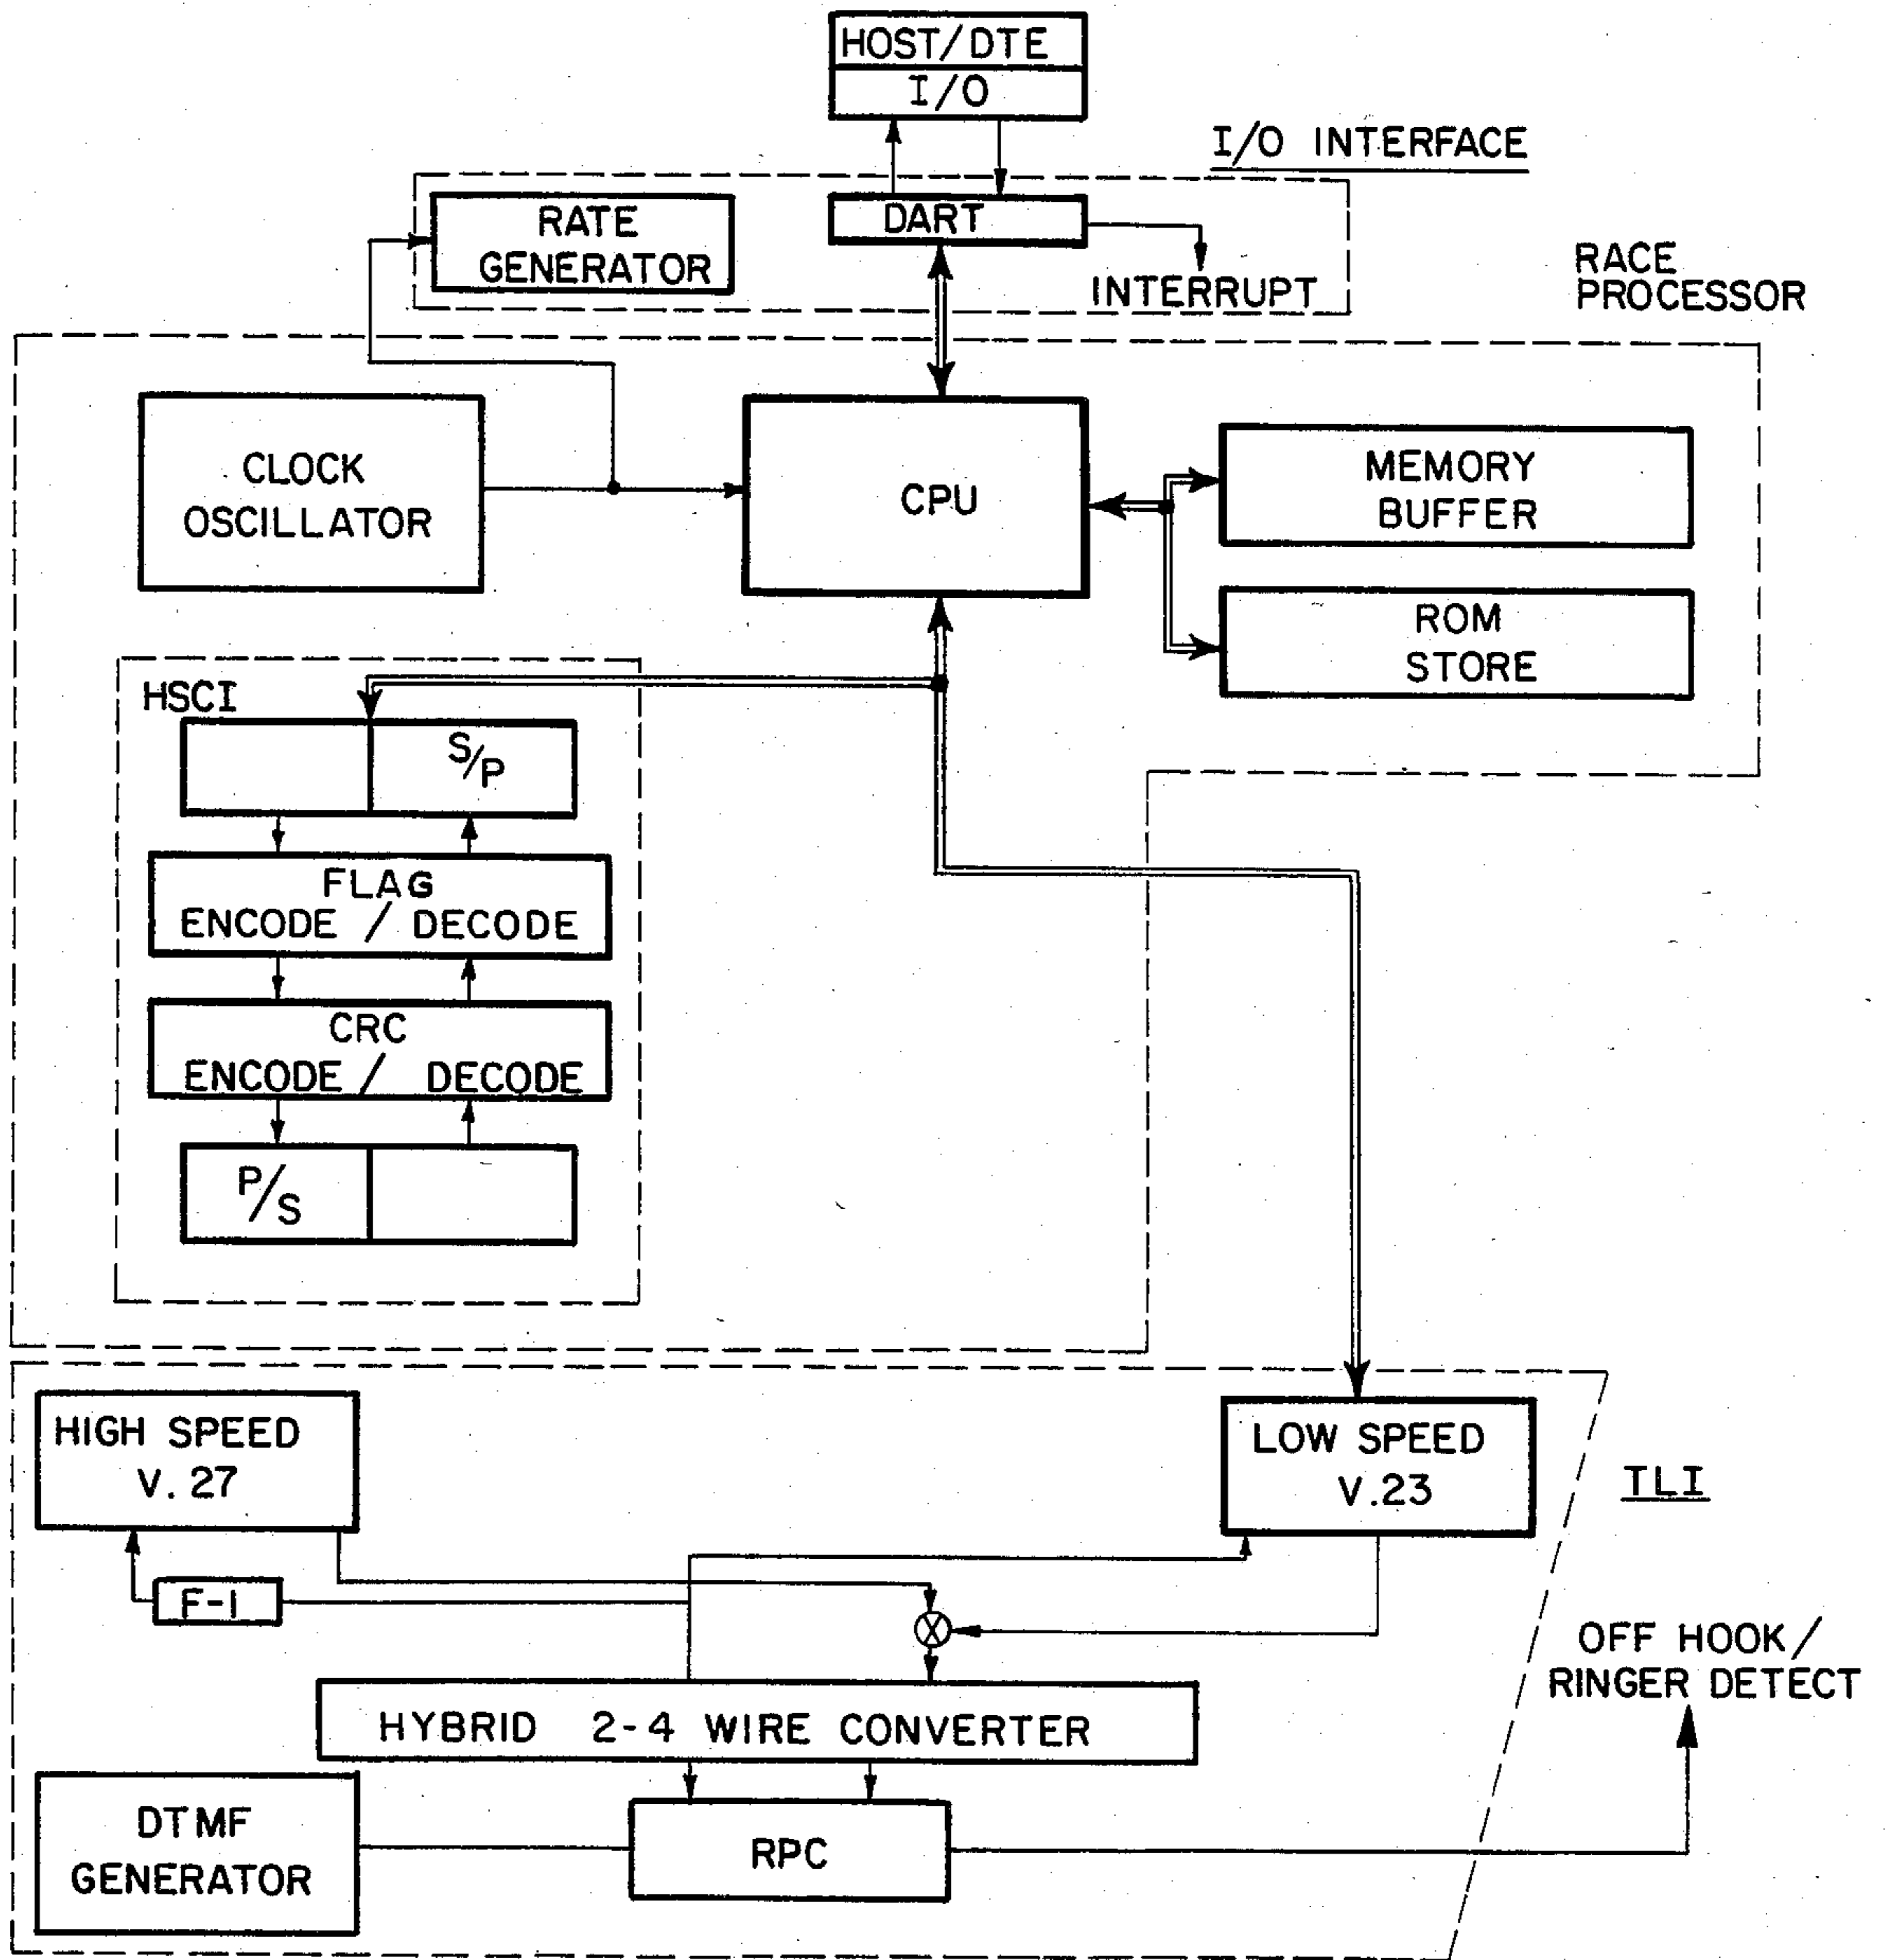 HOST/DTE
I/O
I/O INTERFACE
RATE
GENERATOR
DART
INTERRUPT
RACE
PROCESSOR
CLOCK
OSCILLATOR
CPU
MEMORY
BUFFER
ROM
STORE
HSCI
S/P
FLAG
ENCODE / DECODE
CRC
ENCODE / DECODE
P/S
HIGH SPEED
V. 27
LOW SPEED
V.23
TLI
F-1
OFF HOOK/
RINGER DETECT
HYBRID 2-4 WIRE CONVERTER
DTMF
GENERATOR
RPC